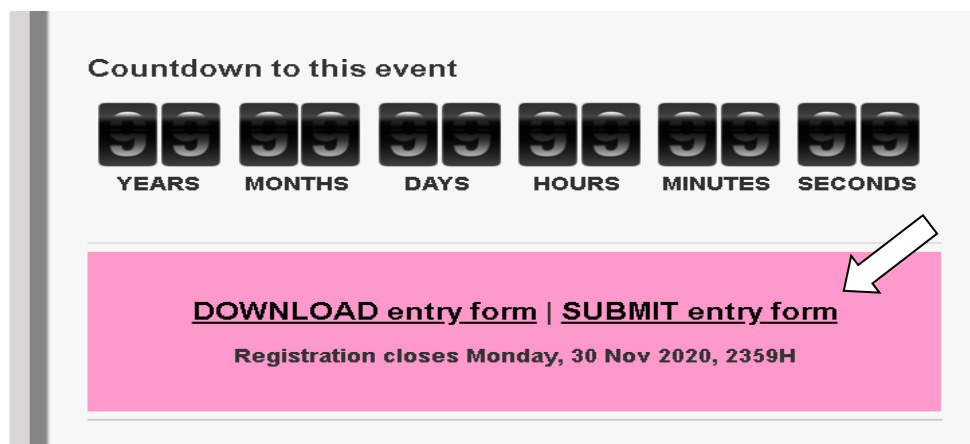 Countdown to this event
99 99 99 99 99 99
YEARS MONTHS DAYS HOURS MINUTES SECONDS
DOWNLOAD entry form | SUBMIT entry form
Registration closes Monday, 30 Nov 2020, 2359H